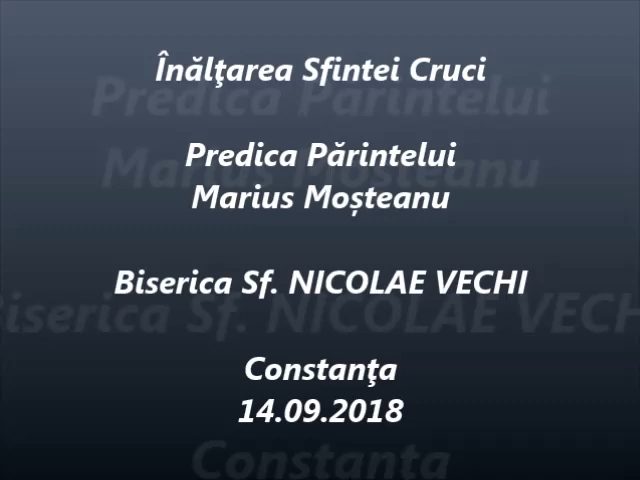 Înălţarea Sfintei Cruci
Predica Părintelui
Marius Moșteanu
Biserica Sf. NICOLAE VECHI
Constanţa
14.09.2018